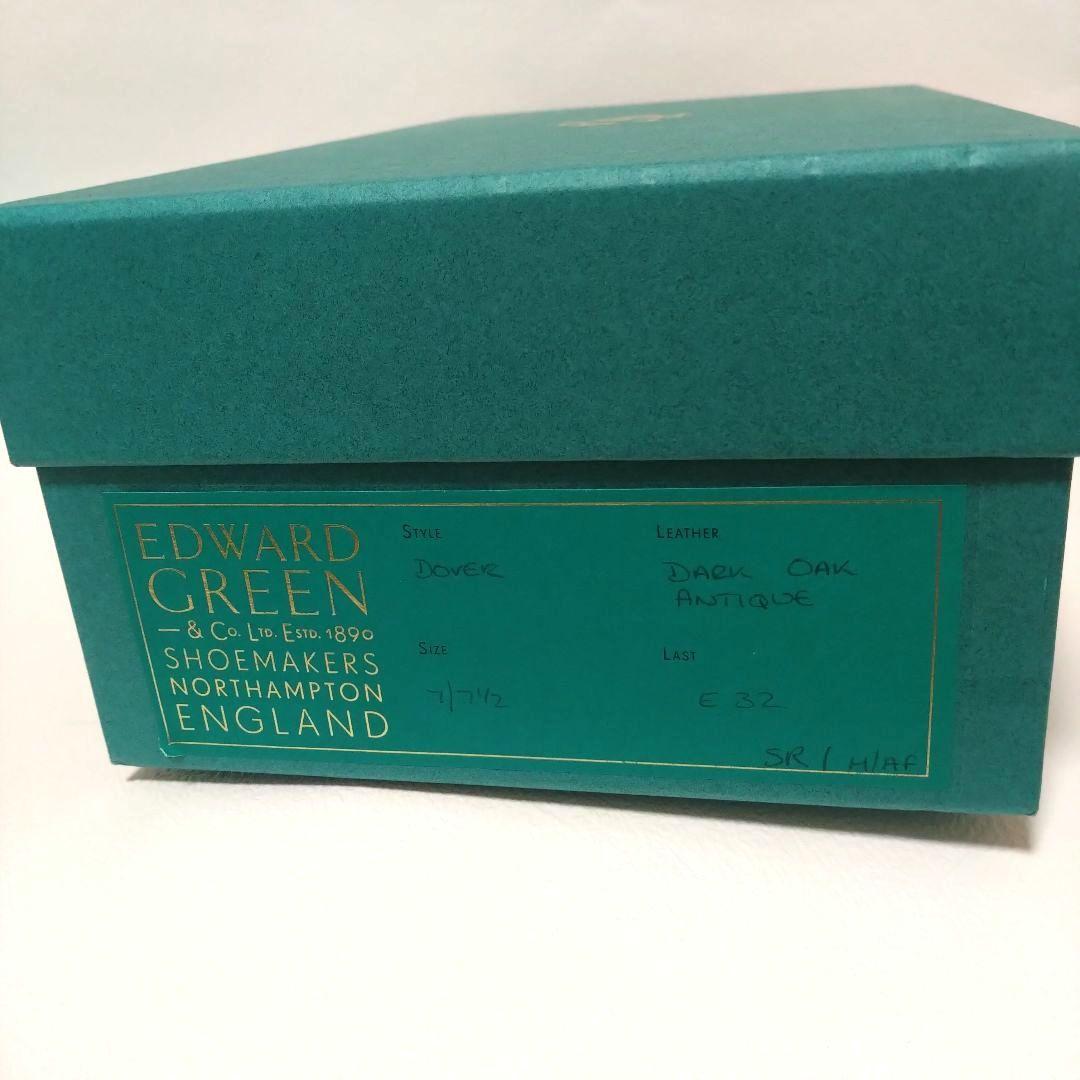 EDWARD
GREEN
— & CO. LTD. ESTD. 1890
SHOEMAKERS
NORTHAMPTON
ENGLAND
STYLE
DOVER
LEATHER
DARK OAK
ANTIQUE
SIZE
7/7½
LAST
E 32
SR / H/AF